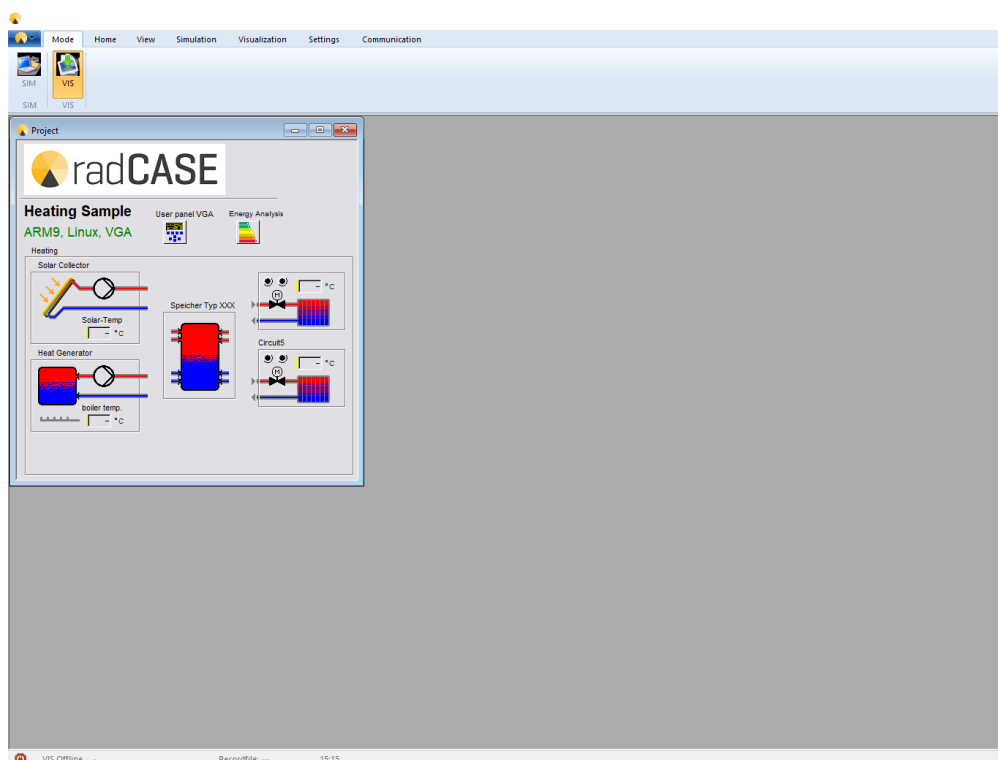 Mode Home View Simulation Visualization Settings Communication
SIM VIS
SIM VIS
Project
radCASE
Heating Sample
User panel VGA Energy Analysis
ARM9, Linux, VGA
Heating
Solar Collector
M
- °C
Speicher Typ XXX
Solar-Temp
- °C
Circuit5
Heat Generator
M
- °C
boiler temp.
- °C
VIS Offline - Recordfile: --- 15:15